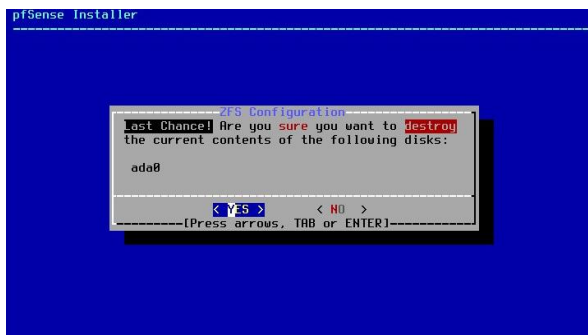 pfSense Installer
ZFS Configuration
Last Chance! Are you sure you want to destroy
the current contents of the following disks:
ada0
< YES > < NO >
[Press arrows, TAB or ENTER]